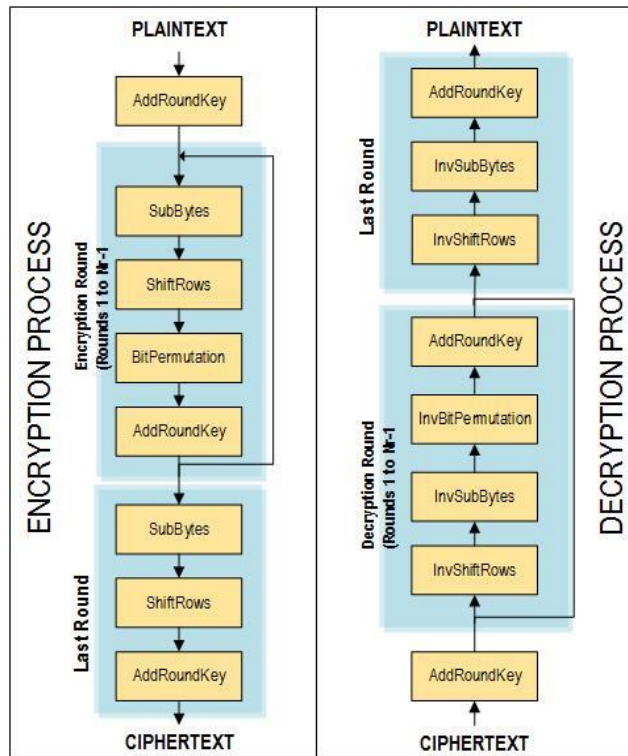 PLAINTEXT
AddRoundKey
SubBytes
ShiftRows
BitPermutation
AddRoundKey
Encryption Round
(Rounds 1 to Nr-1)
SubBytes
ShiftRows
AddRoundKey
Last Round
CIPHERTEXT
ENCRYPTION PROCESS
PLAINTEXT
AddRoundKey
InvSubBytes
InvShiftRows
Last Round
AddRoundKey
InvBitPermutation
InvSubBytes
InvShiftRows
Decryption Round
(Rounds 1 to Nr-1)
AddRoundKey
CIPHERTEXT
DECRYPTION PROCESS